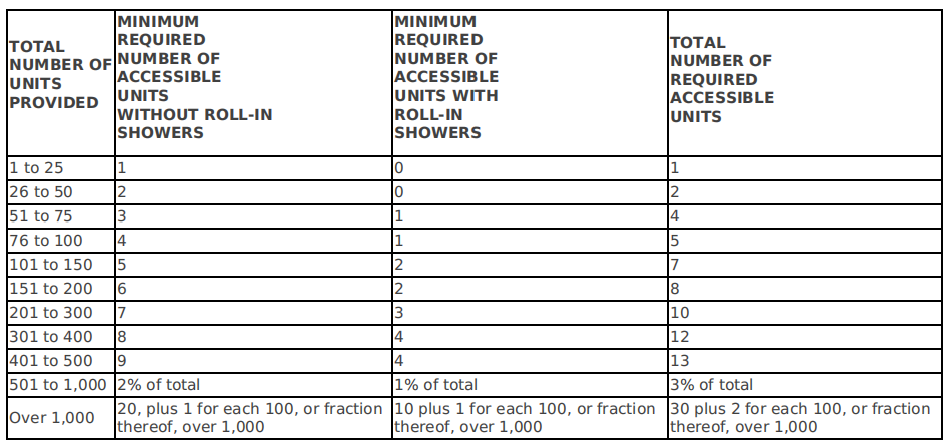 TOTAL
NUMBER OF
UNITS
PROVIDED
MINIMUM
REQUIRED
NUMBER OF
ACCESSIBLE
UNITS
WITHOUT ROLL-IN
SHOWERS
MINIMUM
REQUIRED
NUMBER OF
ACCESSIBLE
UNITS WITH
ROLL-IN
SHOWERS
TOTAL
NUMBER OF
REQUIRED
ACCESSIBLE
UNITS
1 to 25 1 0 1
26 to 50 2 0 2
51 to 75 3 1 4
76 to 100 4 1 5
101 to 150 5 2 7
151 to 200 6 2 8
201 to 300 7 3 10
301 to 400 8 4 12
401 to 500 9 4 13
501 to 1,000 2% of total 1% of total 3% of total
Over 1,000
20, plus 1 for each 100, or fraction
thereof, over 1,000
10 plus 1 for each 100, or fraction
thereof, over 1,000
30 plus 2 for each 100, or fraction
thereof, over 1,000